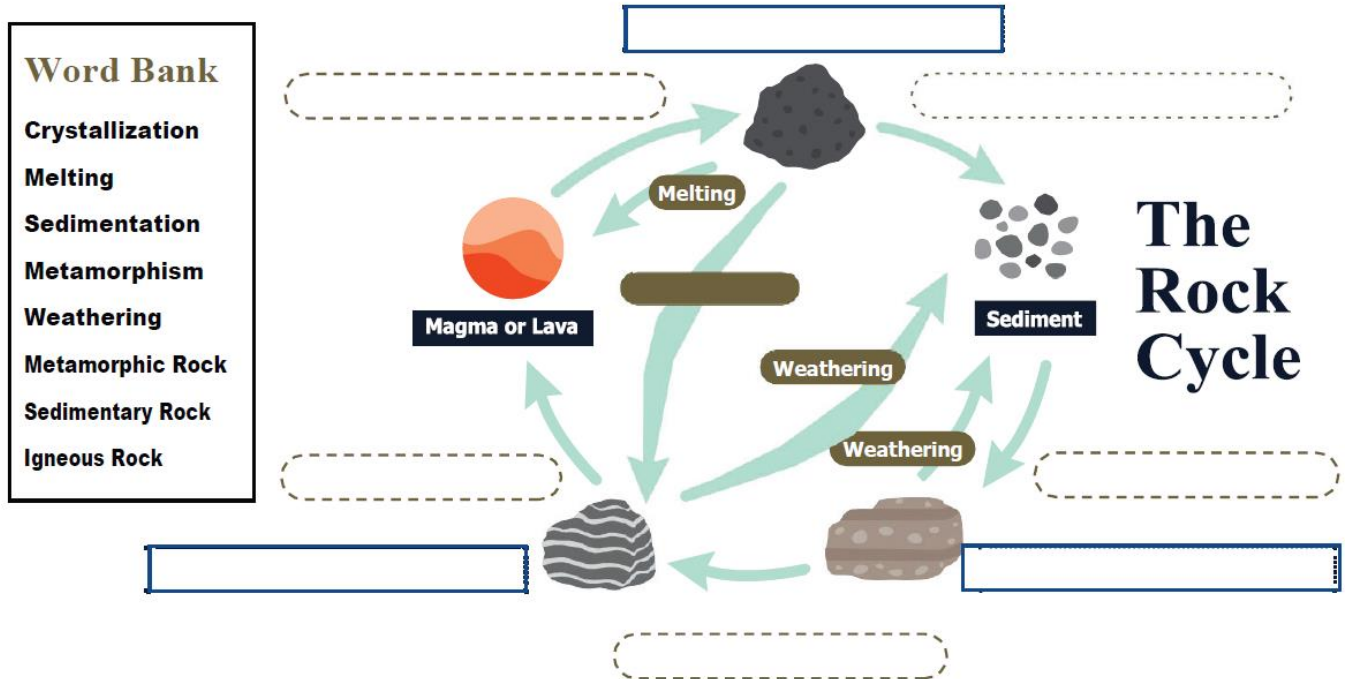 Word Bank
Crystallization
Melting
Sedimentation
Metamorphism
Weathering
Metamorphic Rock
Sedimentary Rock
Igneous Rock
Melting
Magma or Lava
Weathering
Weathering
Sediment
The
Rock
Cycle